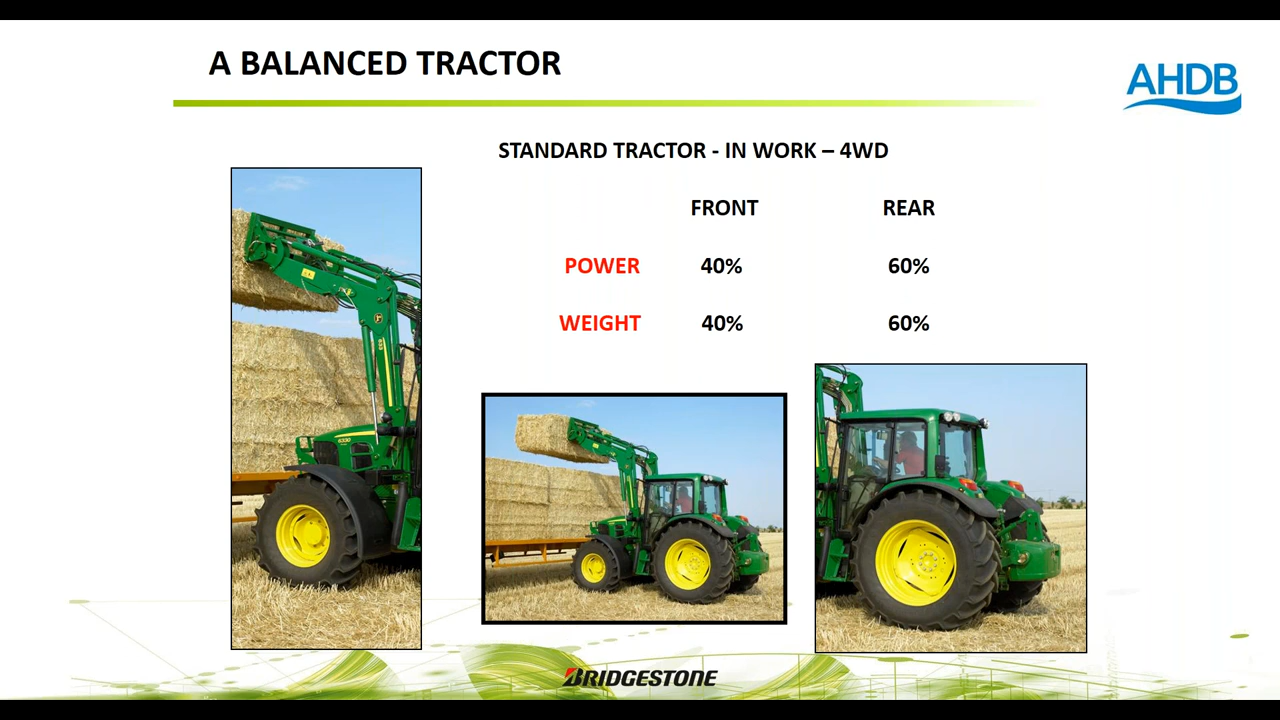 A BALANCED TRACTOR
AHDB
STANDARD TRACTOR - IN WORK – 4WD
FRONT REAR
POWER 40% 60%
WEIGHT 40% 60%
BRIDGESTONE